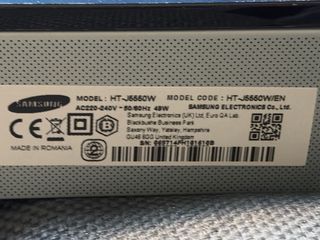 SAMSUNG
MODEL : HT-J5550W MODEL CODE : HT-J5550W/EN
AC220-240V ~ 50/60Hz 48W SAMSUNG ELECTRONICS Co., Ltd.
Samsung Electronics (UK) Ltd, Euro QA Lab.
Blackbushe Business Park
Saxony Way, Yateley, Hampshire
GU46 6GG United Kingdom
CE
MADE IN ROMANIA
S/N: